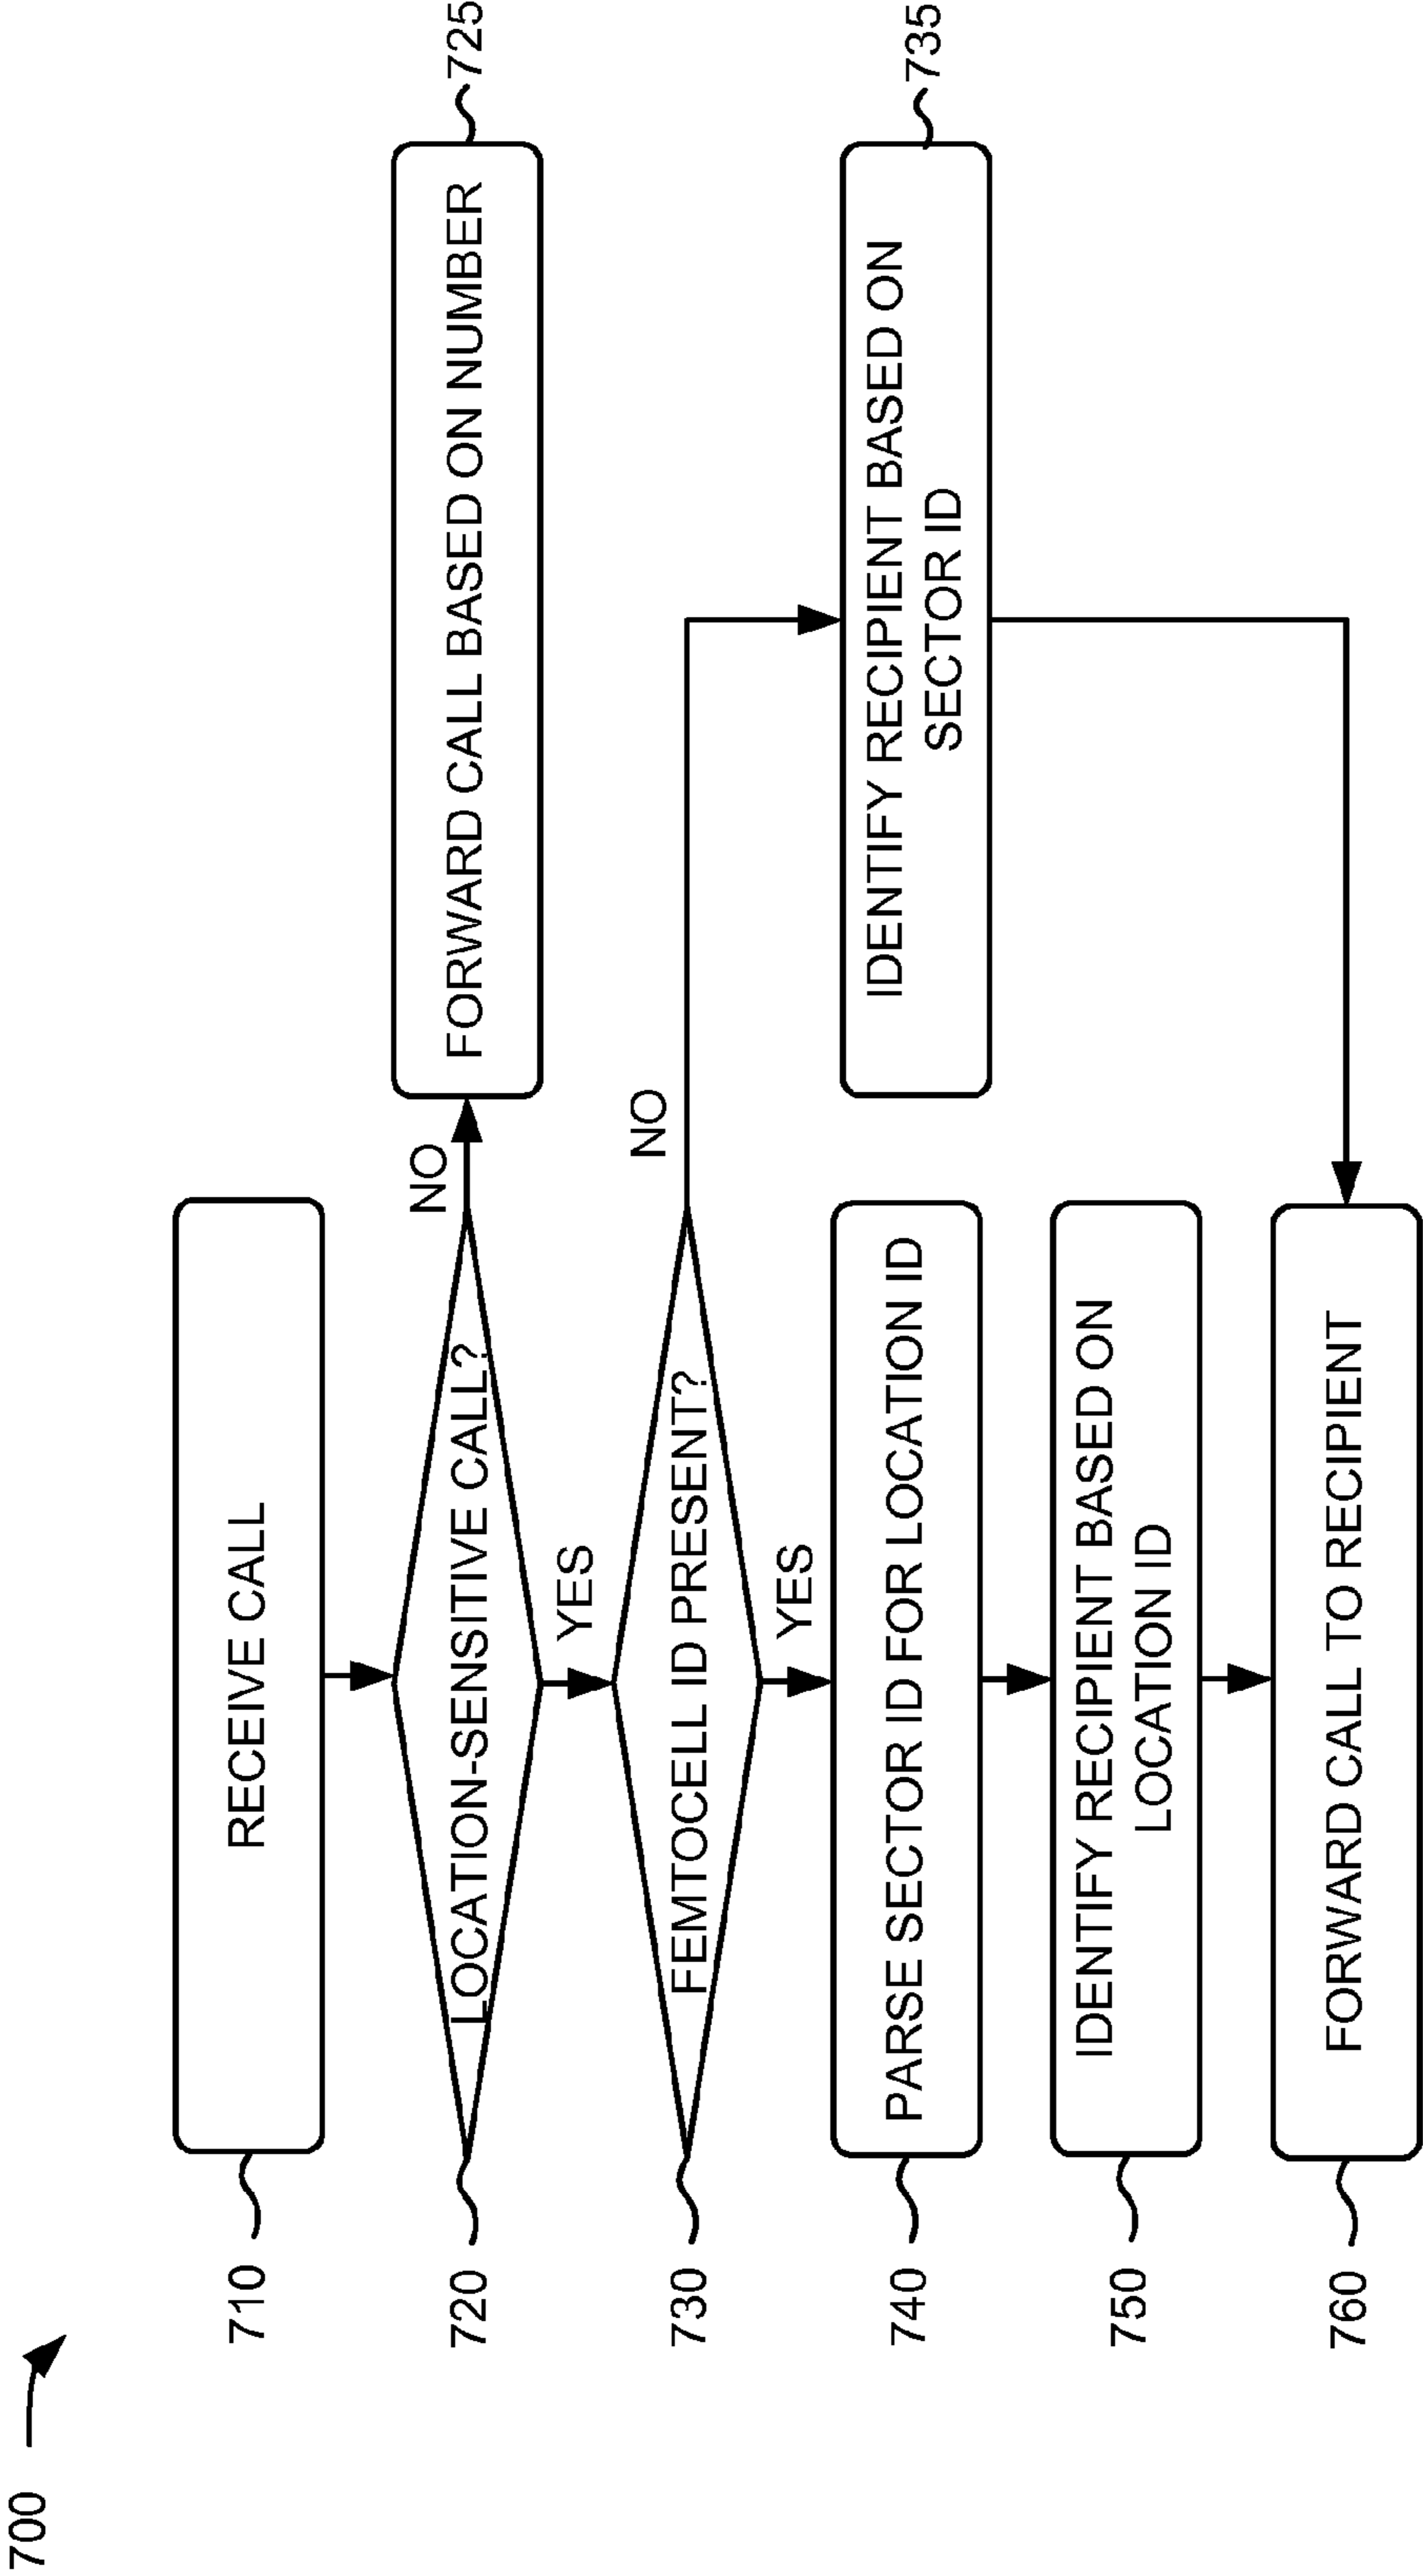 700
710
RECEIVE CALL
720
LOCATION-SENSITIVE CALL?
NO
FORWARD CALL BASED ON NUMBER
725
YES
730
FEMTOCELL ID PRESENT?
NO
YES
740
PARSE SECTOR ID FOR LOCATION ID
IDENTIFY RECIPIENT BASED ON
SECTOR ID
735
750
IDENTIFY RECIPIENT BASED ON
LOCATION ID
760
FORWARD CALL TO RECIPIENT